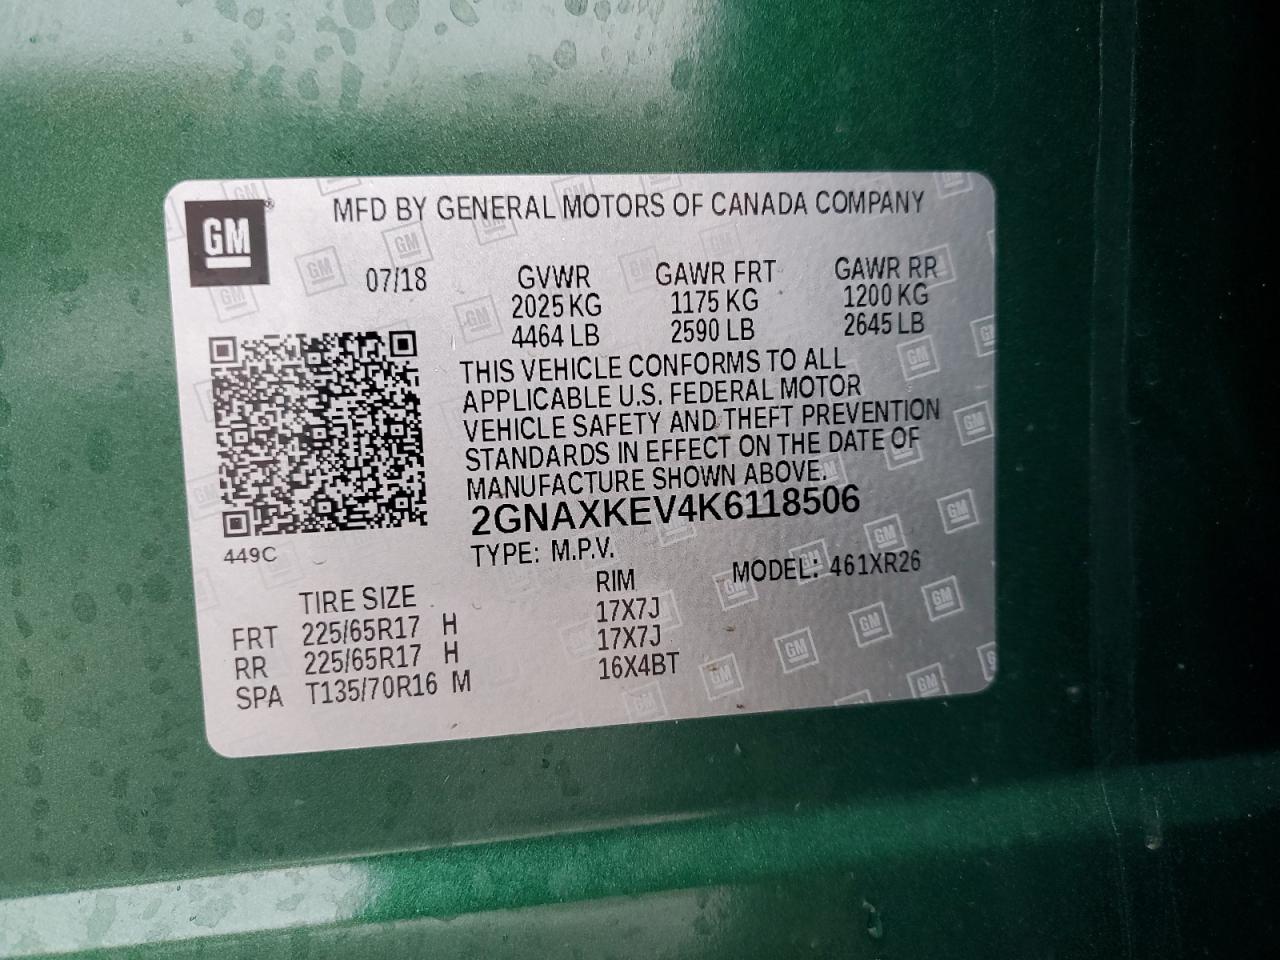 GM
MFD BY GENERAL MOTORS OF CANADA COMPANY
07/18 GVWR GAWR FRT GAWR RR
2025 KG 1175 KG 1200 KG
4464 LB 2590 LB 2645 LB
THIS VEHICLE CONFORMS TO ALL
APPLICABLE U.S. FEDERAL MOTOR
VEHICLE SAFETY AND THEFT PREVENTION
STANDARDS IN EFFECT ON THE DATE OF
MANUFACTURE SHOWN ABOVE.
2GNAXKEV4K6118506
449C
TYPE: M.P.V. MODEL: 461XR26
TIRE SIZE RIM
FRT 225/65R17 H 17X7J
RR 225/65R17 H 17X7J
SPA T135/70R16 M 16X4BT